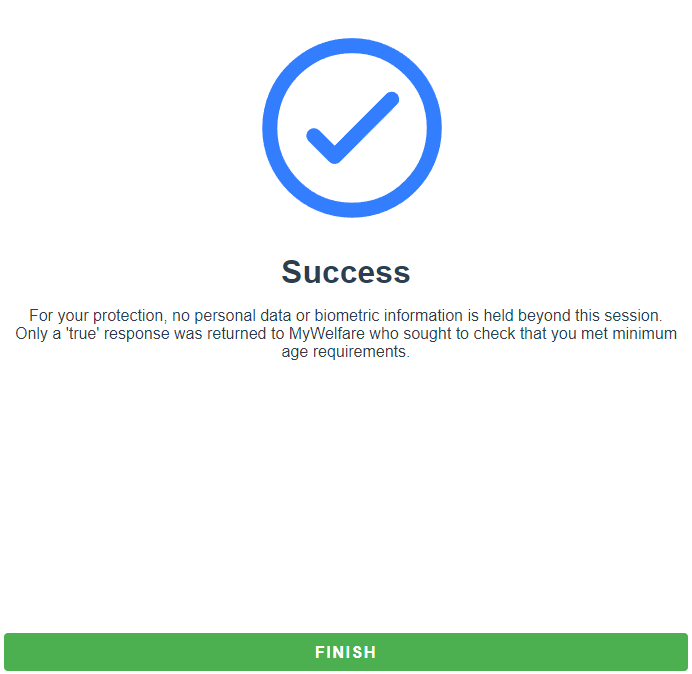 Success
For your protection, no personal data or biometric information is held beyond this session.
Only a 'true' response was returned to MyWelfare who sought to check that you met minimum
age requirements.
FINISH